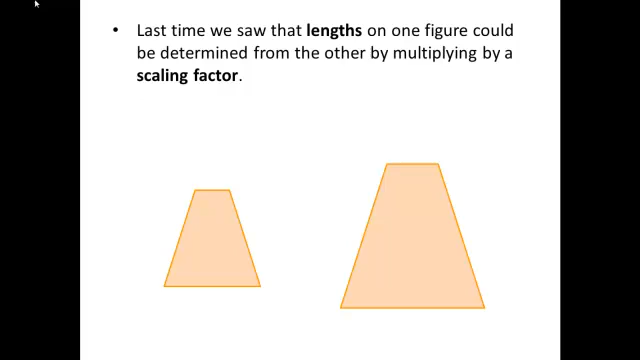 • Last time we saw that lengths on one figure could
be determined from the other by multiplying by a
scaling factor.